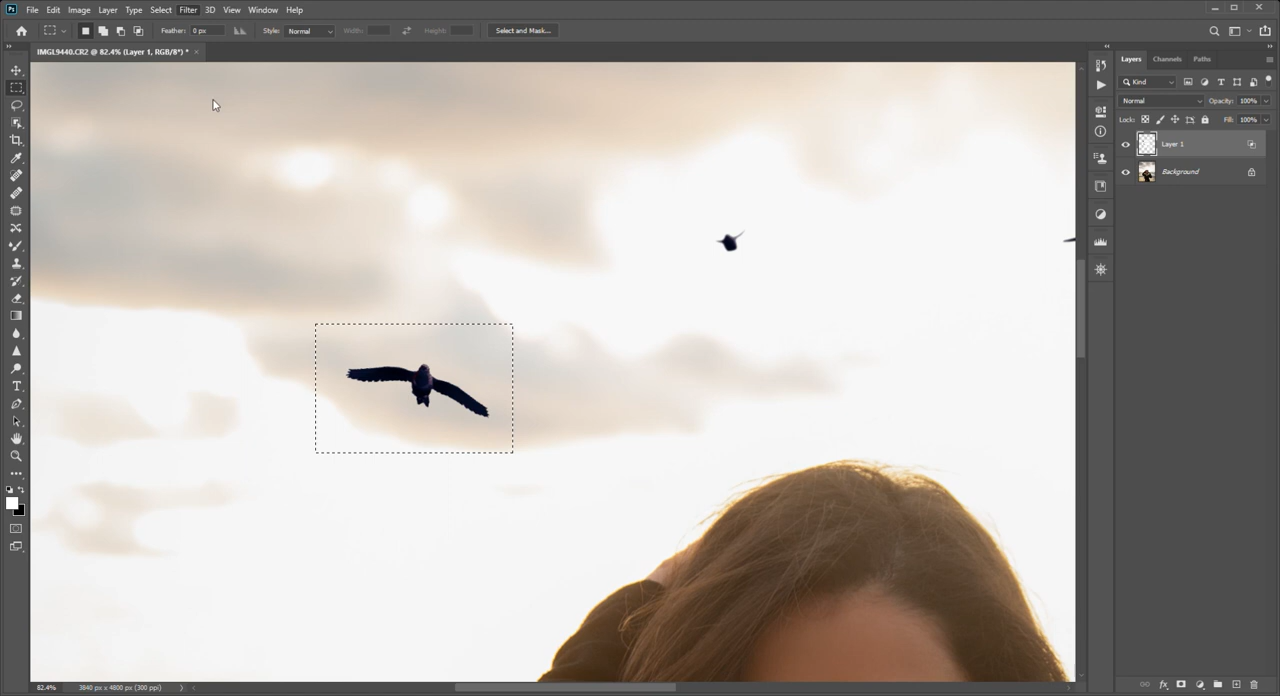 Ps File Edit Image Layer Type Select Filter 3D View Window Help
Feather: 0 px Style: Normal Width: Height: Select and Mask...
IMGL9440.CR2 @ 82.4% (Layer 1, RGB/8*) * ×
Layers Channels Paths
Kind
Normal Opacity: 100%
Lock: Fill: 100%
Layer 1
Background
82.4% 3840 px x 4800 px (300 ppi)